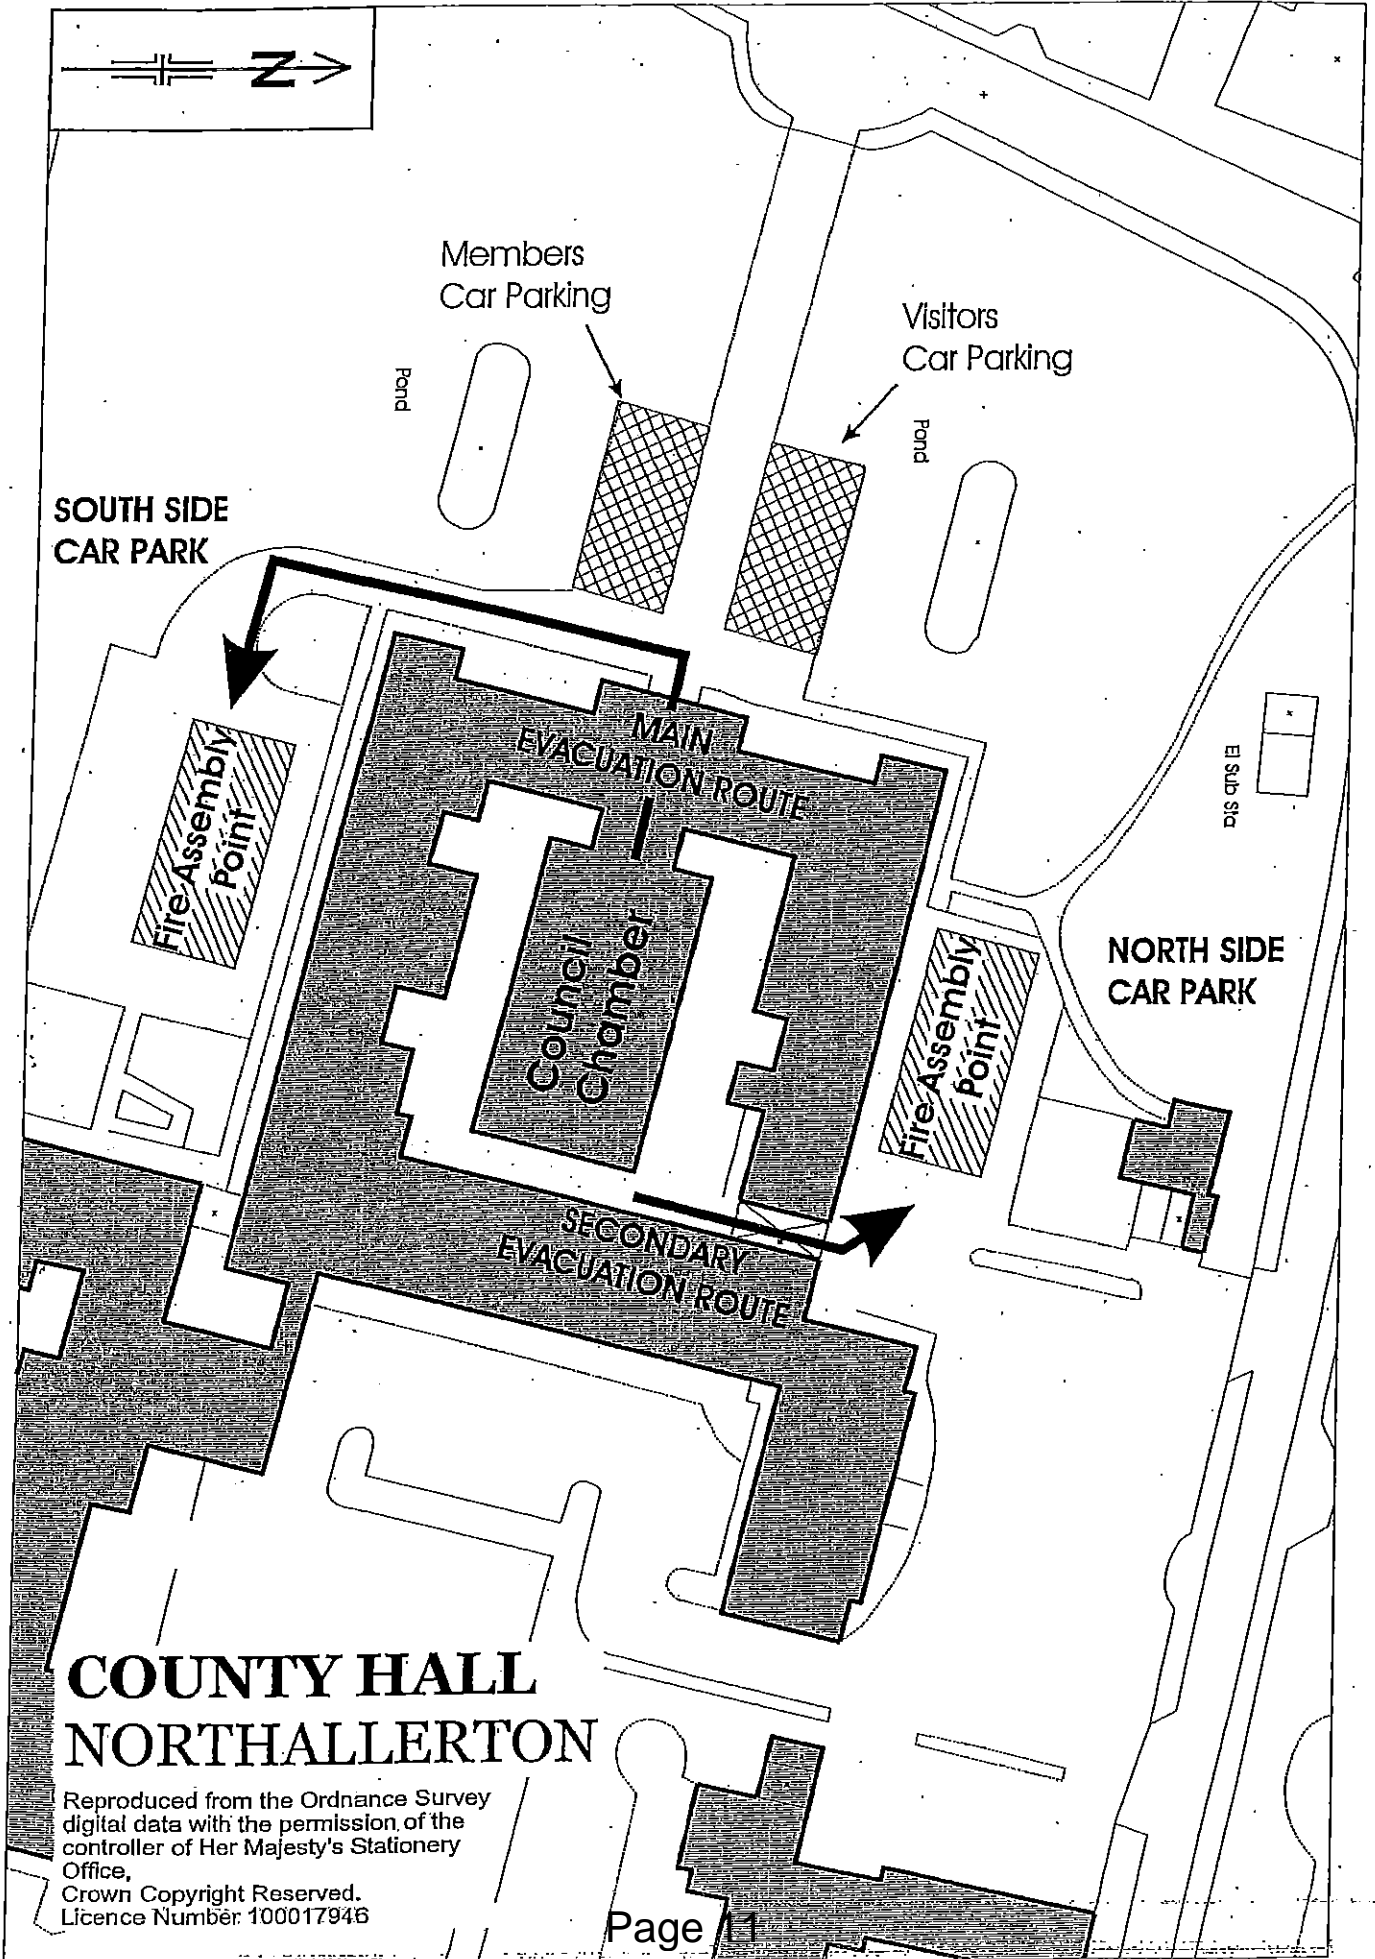 N
Members
Car Parking
Visitors
Car Parking
Pond
Pond
SOUTH SIDE
CAR PARK
MAIN
EVACUATION ROUTE
El Sub Sta
Fire Assembly
Point
Council
Chamber
NORTH SIDE
CAR PARK
Fire Assembly
Point
SECONDARY
EVACUATION ROUTE
COUNTY HALL
NORTHALLERTON
Reproduced from the Ordnance Survey
digital data with the permission of the
controller of Her Majesty's Stationery
Office,
Crown Copyright Reserved.
Licence Number 100017946
Page 11